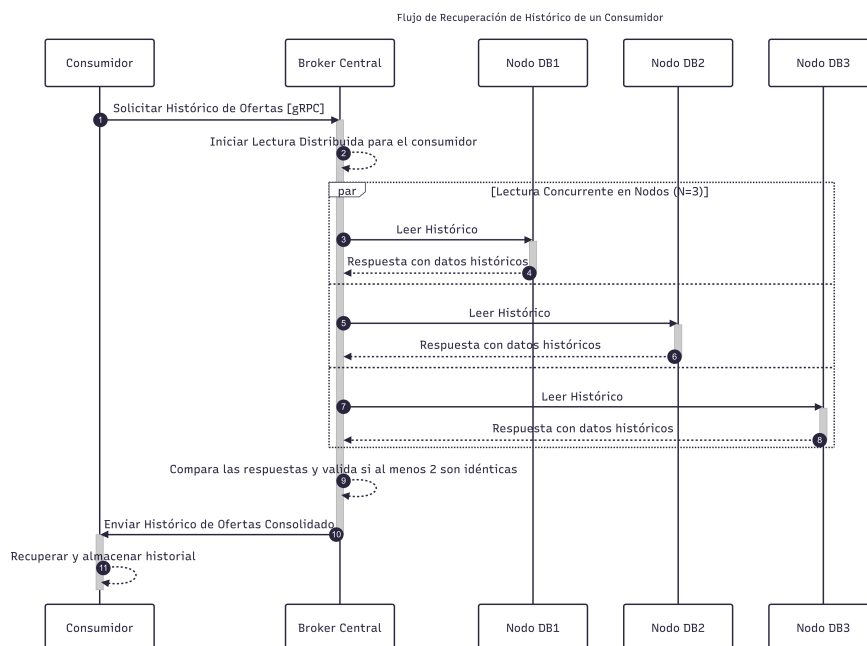 Flujo de Recuperación de Histórico de un Consumidor
Consumidor
Broker Central
Nodo DB1
Nodo DB2
Nodo DB3
1
Solicitar Histórico de Ofertas [gRPC]
Iniciar Lectura Distribuida para el consumidor
2
par
[Lectura Concurrente en Nodos (N=3)]
Leer Histórico
3
Respuesta con datos históricos
4
Leer Histórico
5
Respuesta con datos históricos
6
Leer Histórico
7
Respuesta con datos históricos
8
Compara las respuestas y valida si al menos 2 son idénticas
9
Enviar Histórico de Ofertas Consolidado
10
Recuperar y almacenar historial
11
Consumidor
Broker Central
Nodo DB1
Nodo DB2
Nodo DB3